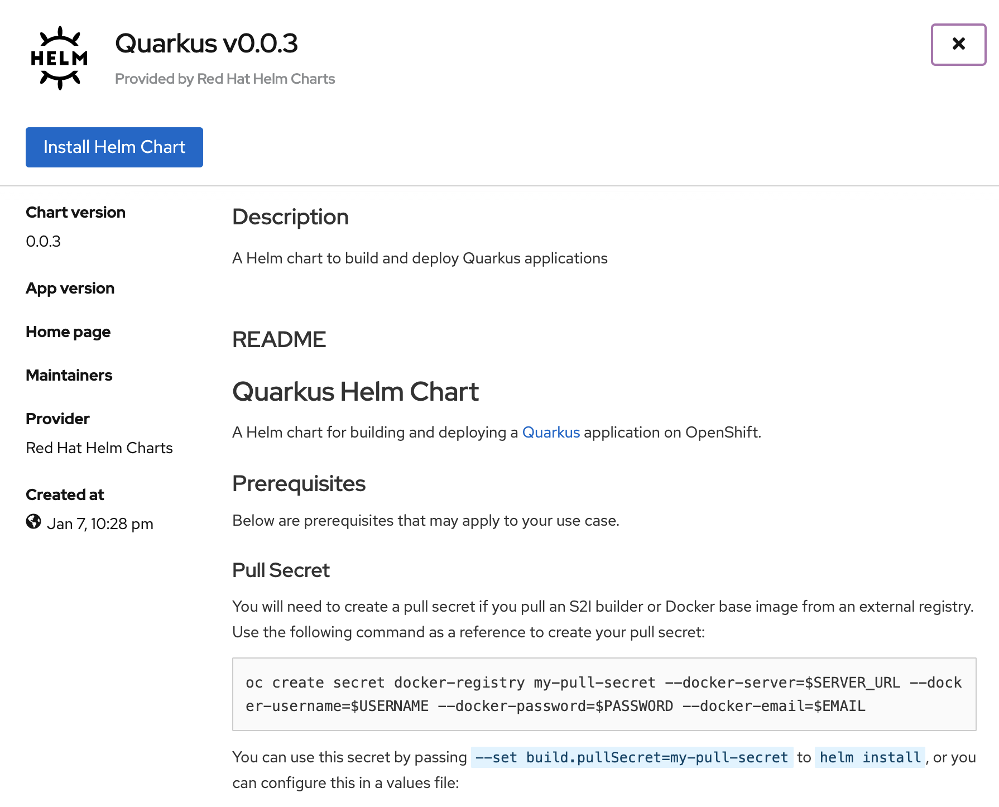 HELM
Quarkus v0.0.3
Provided by Red Hat Helm Charts
Install Helm Chart
Chart version
0.0.3
App version
Home page
Maintainers
Provider
Red Hat Helm Charts
Created at
Jan 7, 10:28 pm
Description
A Helm chart to build and deploy Quarkus applications
README
Quarkus Helm Chart
A Helm chart for building and deploying a Quarkus application on OpenShift.
Prerequisites
Below are prerequisites that may apply to your use case.
Pull Secret
You will need to create a pull secret if you pull an S2I builder or Docker base image from an external registry.
Use the following command as a reference to create your pull secret:
oc create secret docker-registry my-pull-secret --docker-server=$SERVER_URL --dock
er-username=$USERNAME --docker-password=$PASSWORD --docker-email=$EMAIL
You can use this secret by passing --set build.pullSecret=my-pull-secret to helm install, or you
can configure this in a values file: